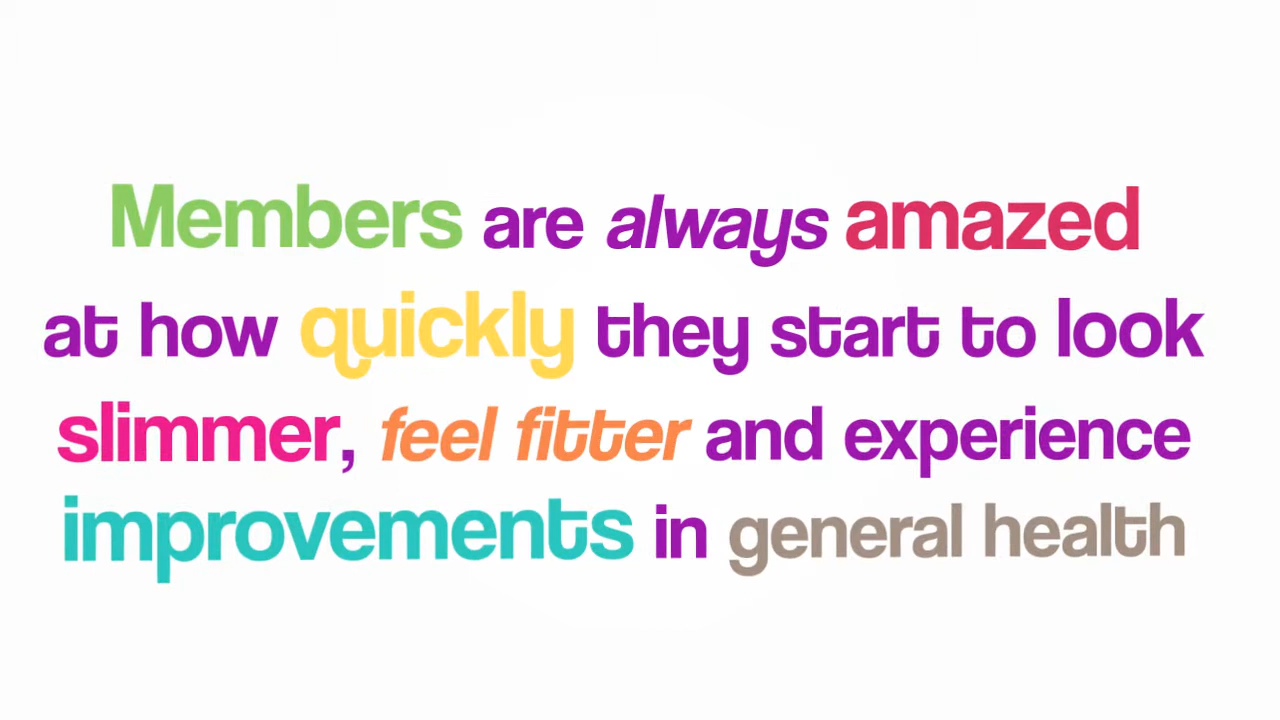 Members are always amazed
at how quickly they start to look
slimmer, feel fitter and experience
improvements in general health